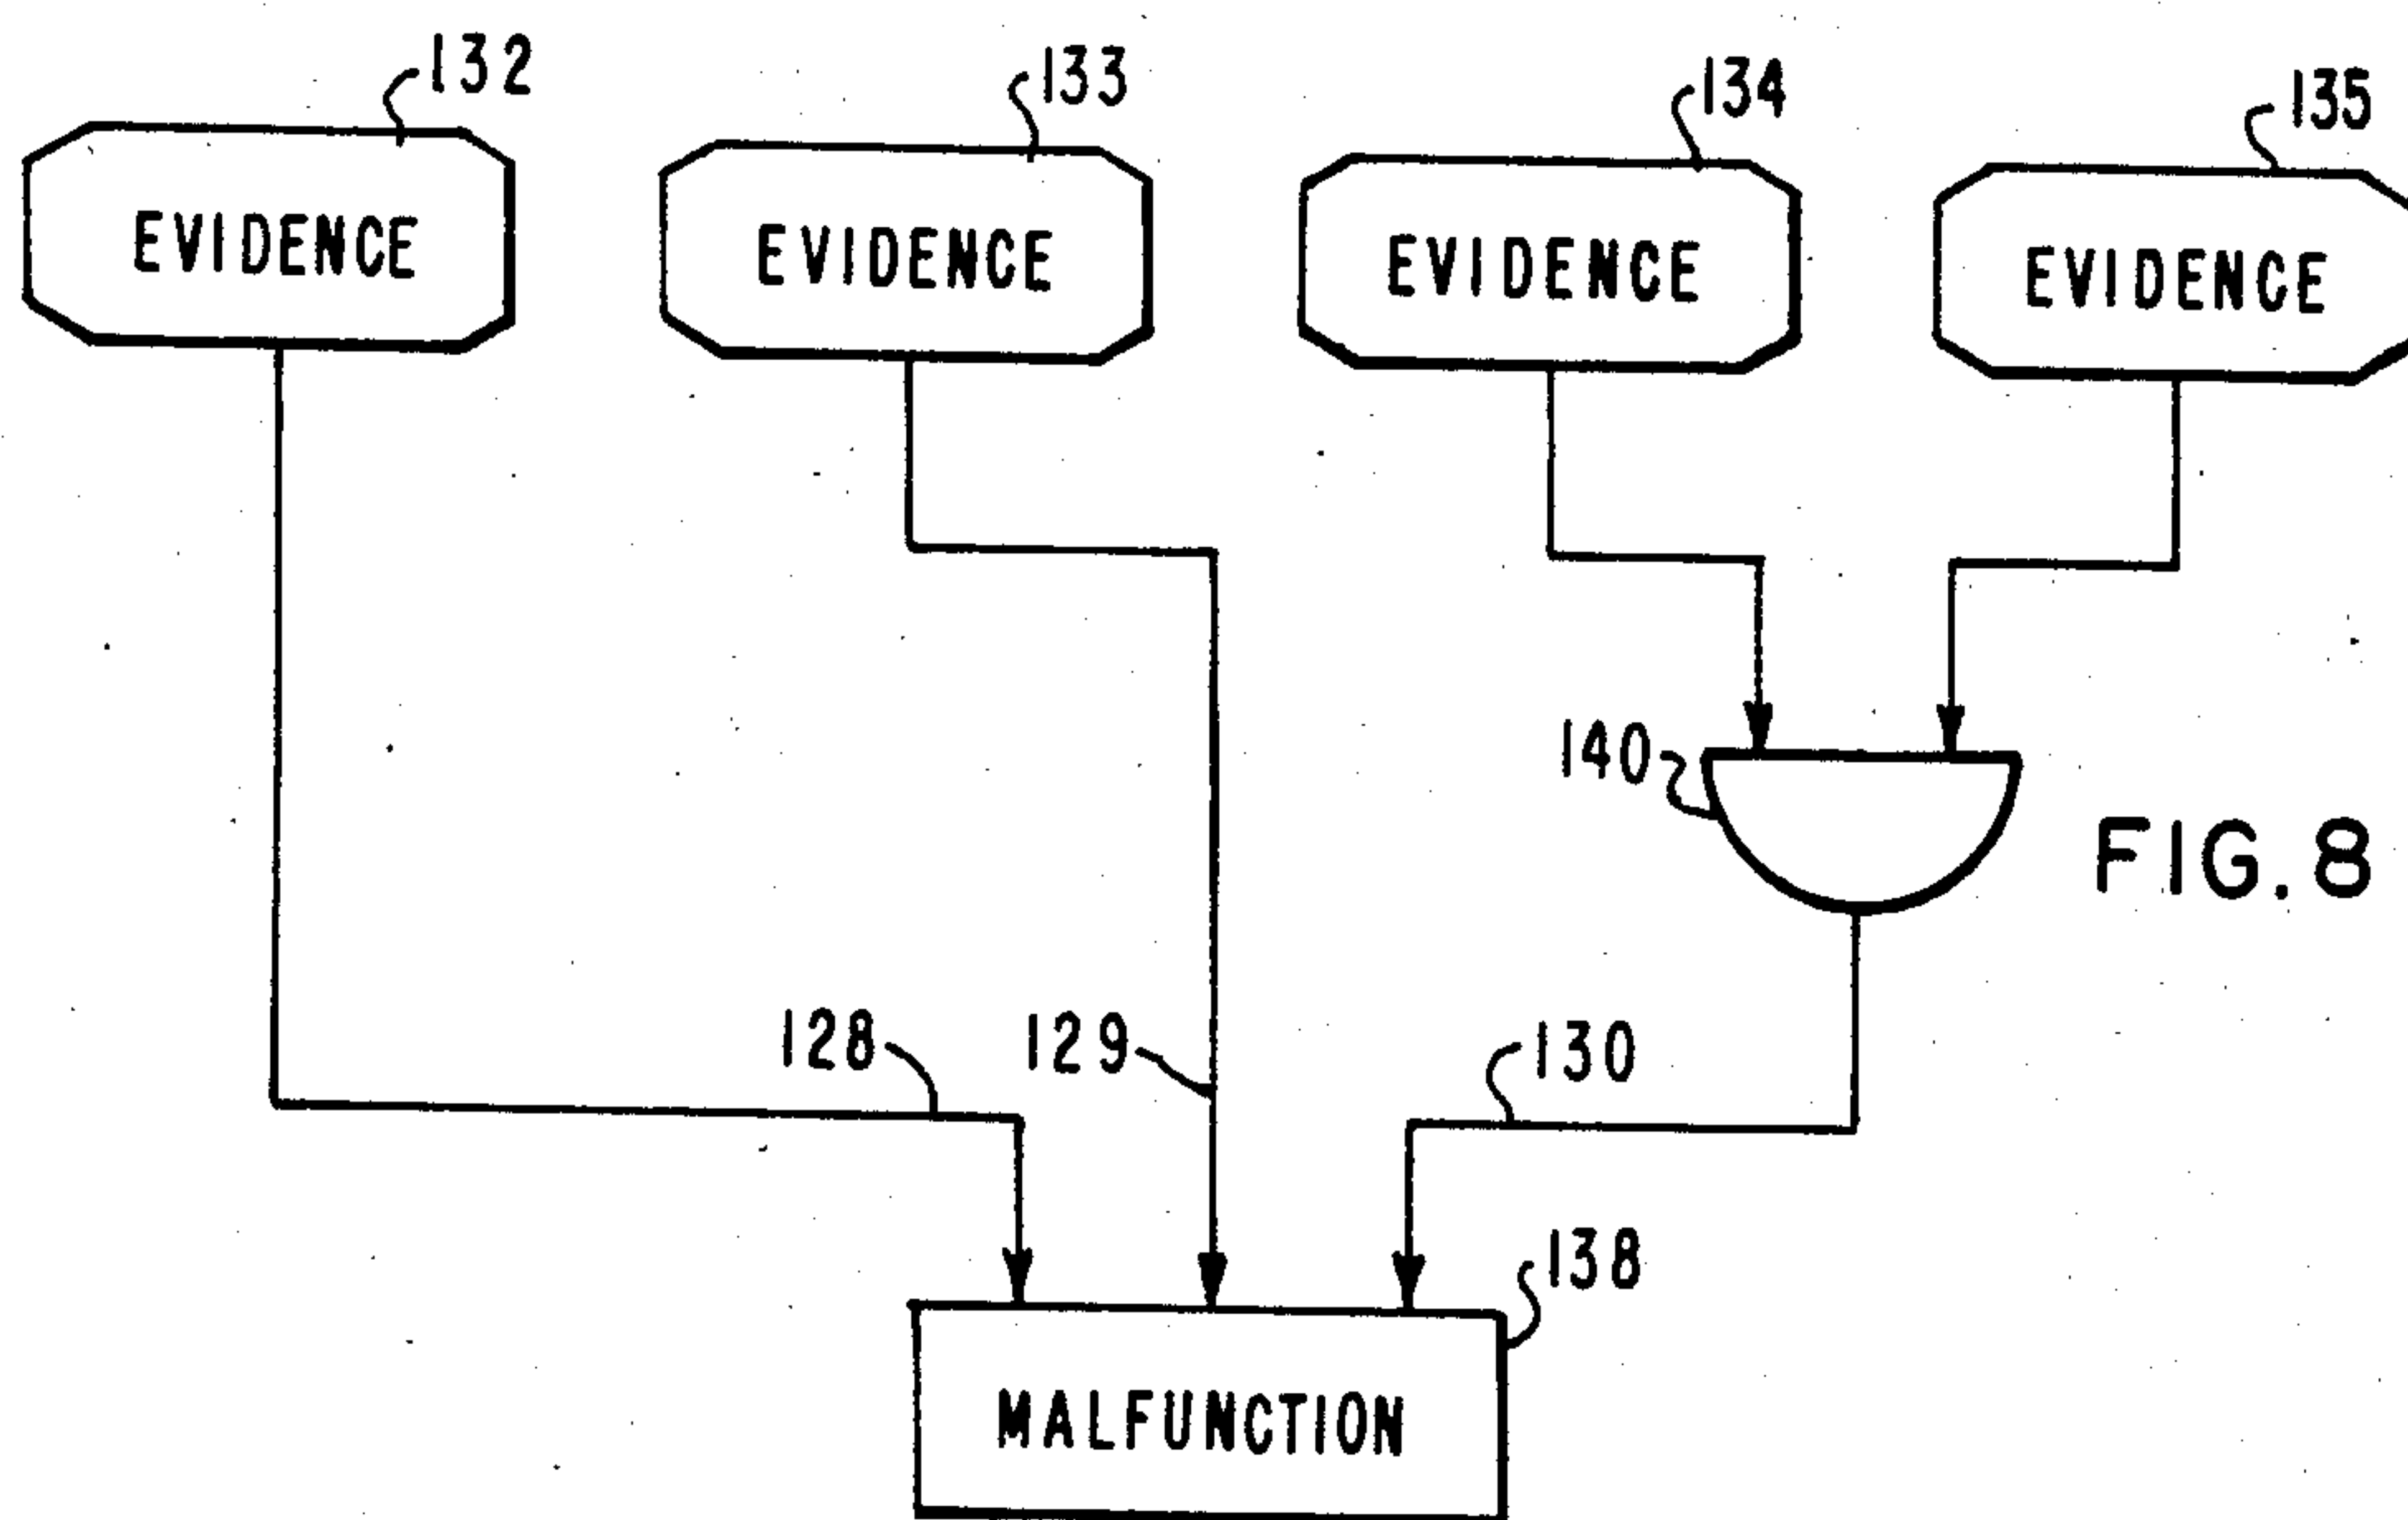 132
133
134
135
EVIDENCE
EVIDENCE
EVIDENCE
EVIDENCE
140
FIG. 8
128
129
130
138
MALFUNCTION